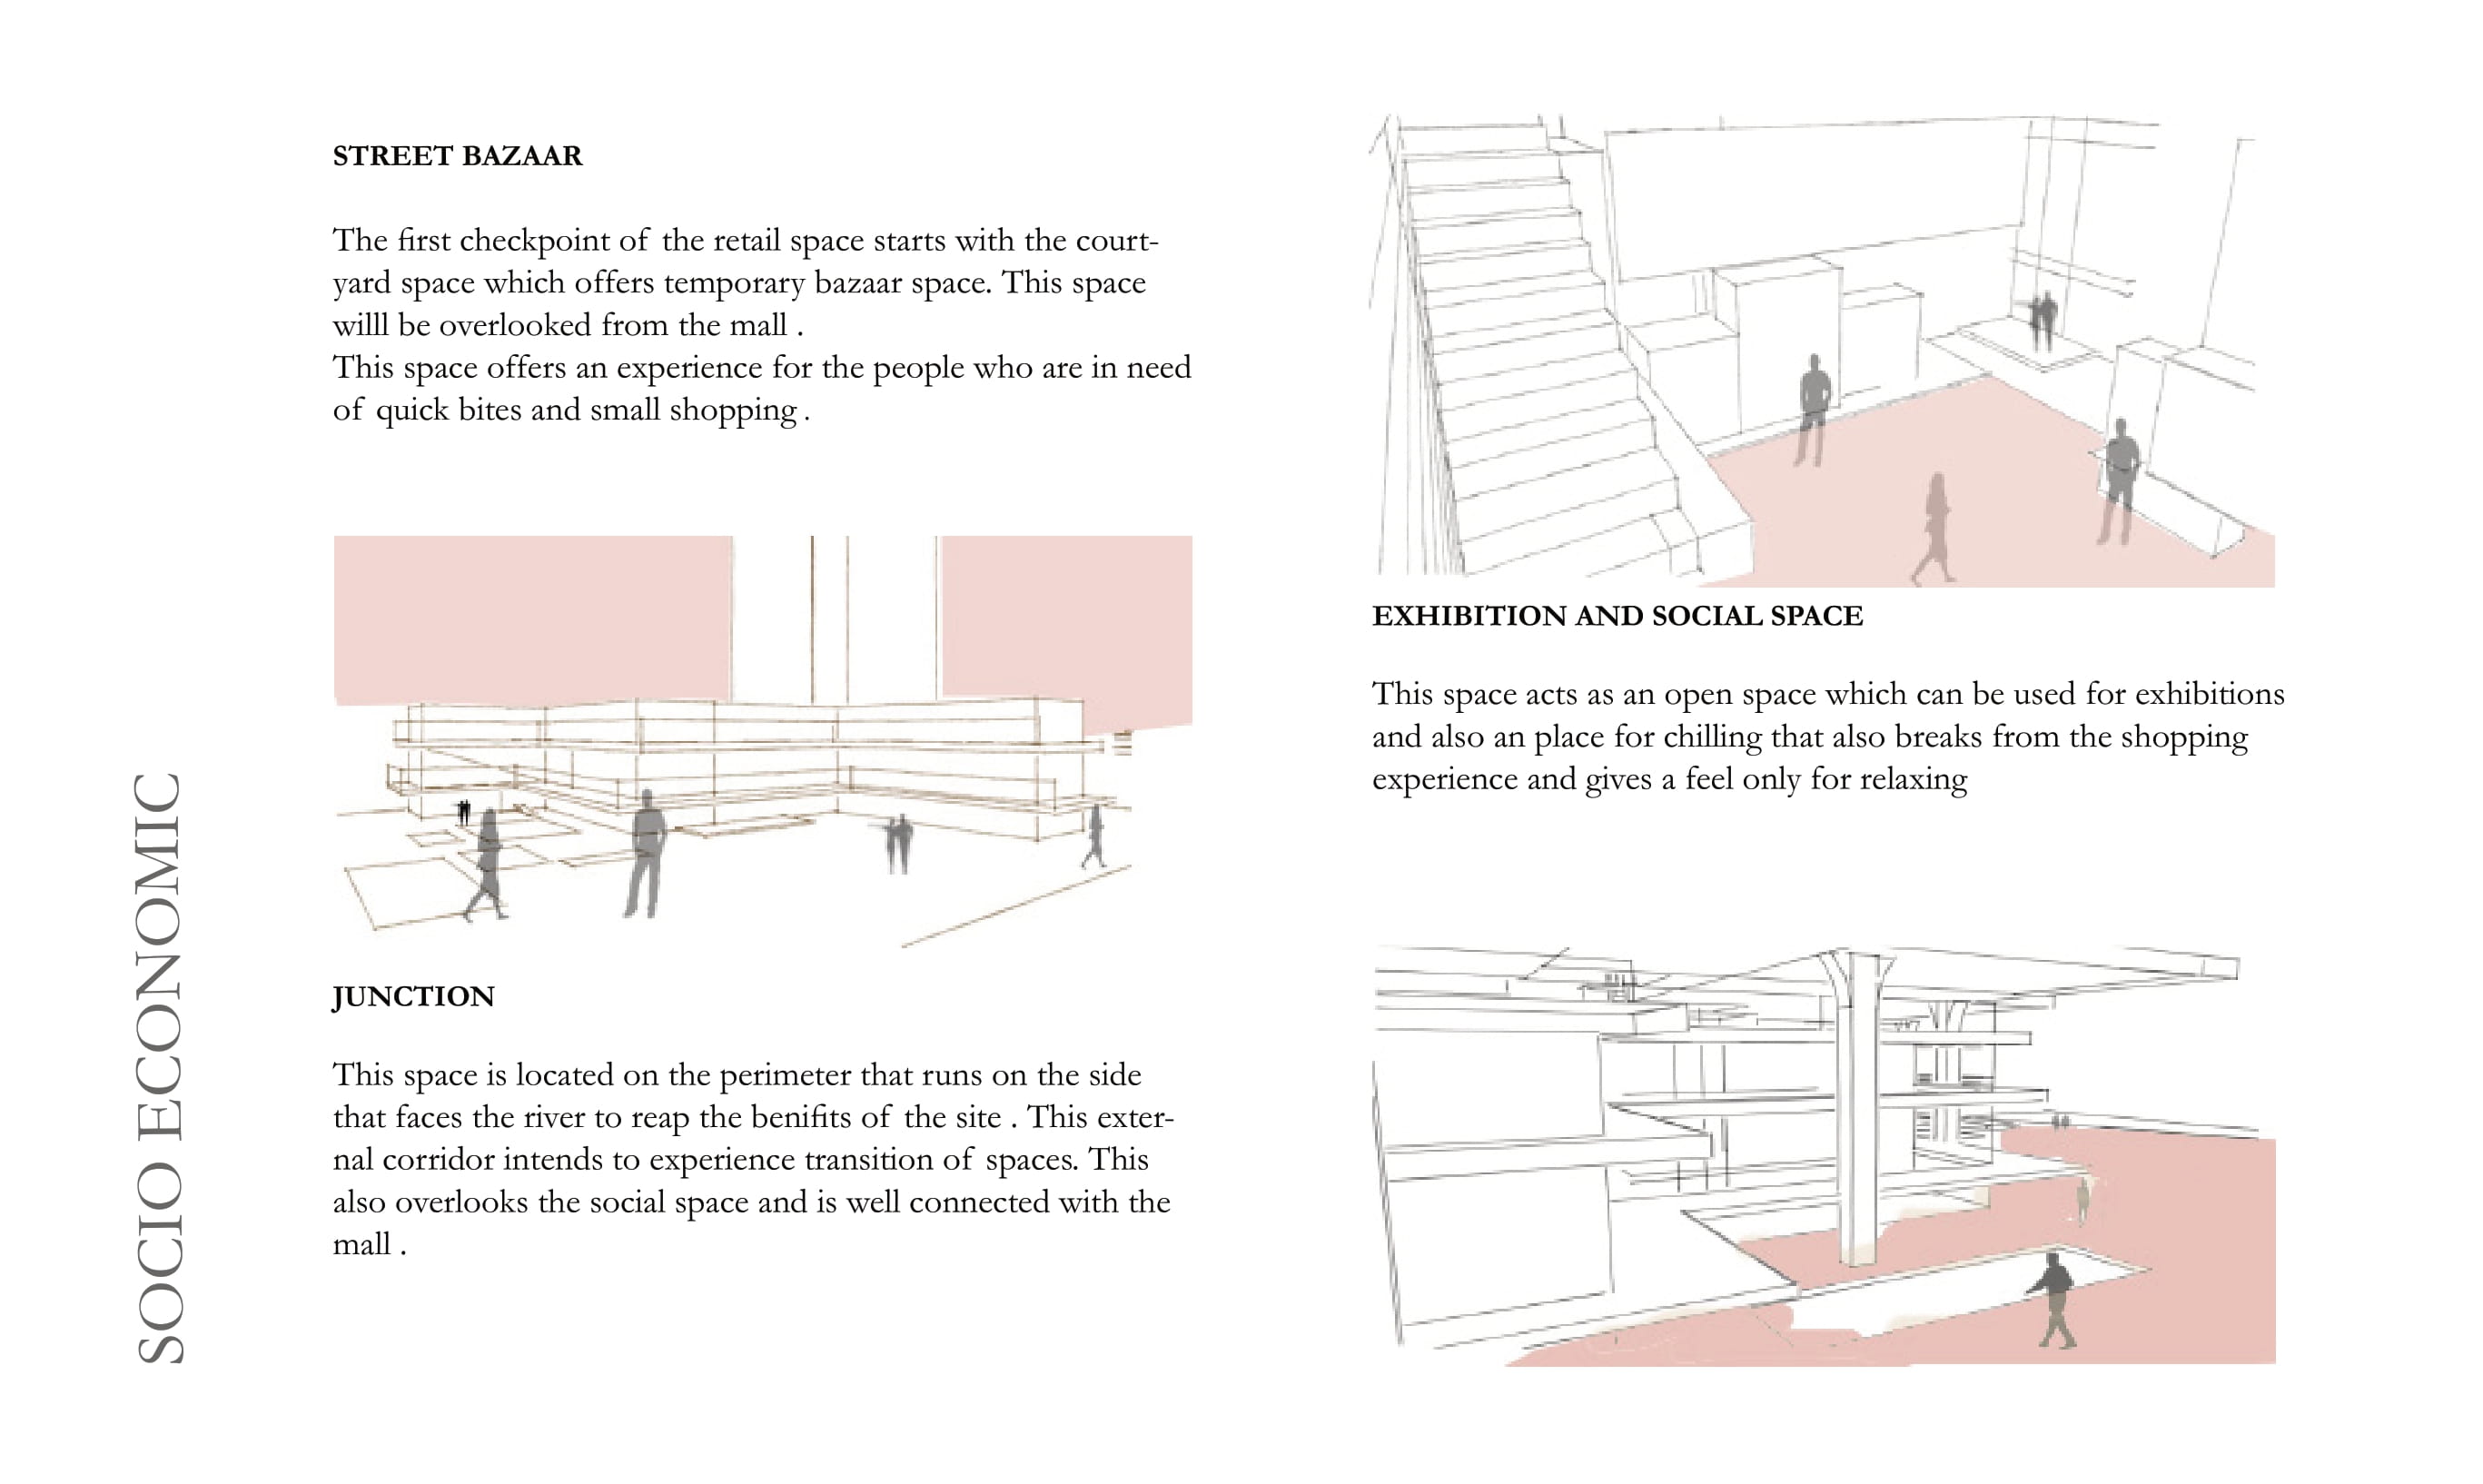 SOCIO ECONOMIC
STREET BAZAAR
The first checkpoint of the retail space starts with the court-
yard space which offers temporary bazaar space. This space
willl be overlooked from the mall .
This space offers an experience for the people who are in need
of quick bites and small shopping .
JUNCTION
This space is located on the perimeter that runs on the side
that faces the river to reap the benifits of the site . This exter-
nal corridor intends to experience transition of spaces. This
also overlooks the social space and is well connected with the
mall .
EXHIBITION AND SOCIAL SPACE
This space acts as an open space which can be used for exhibitions
and also an place for chilling that also breaks from the shopping
experience and gives a feel only for relaxing